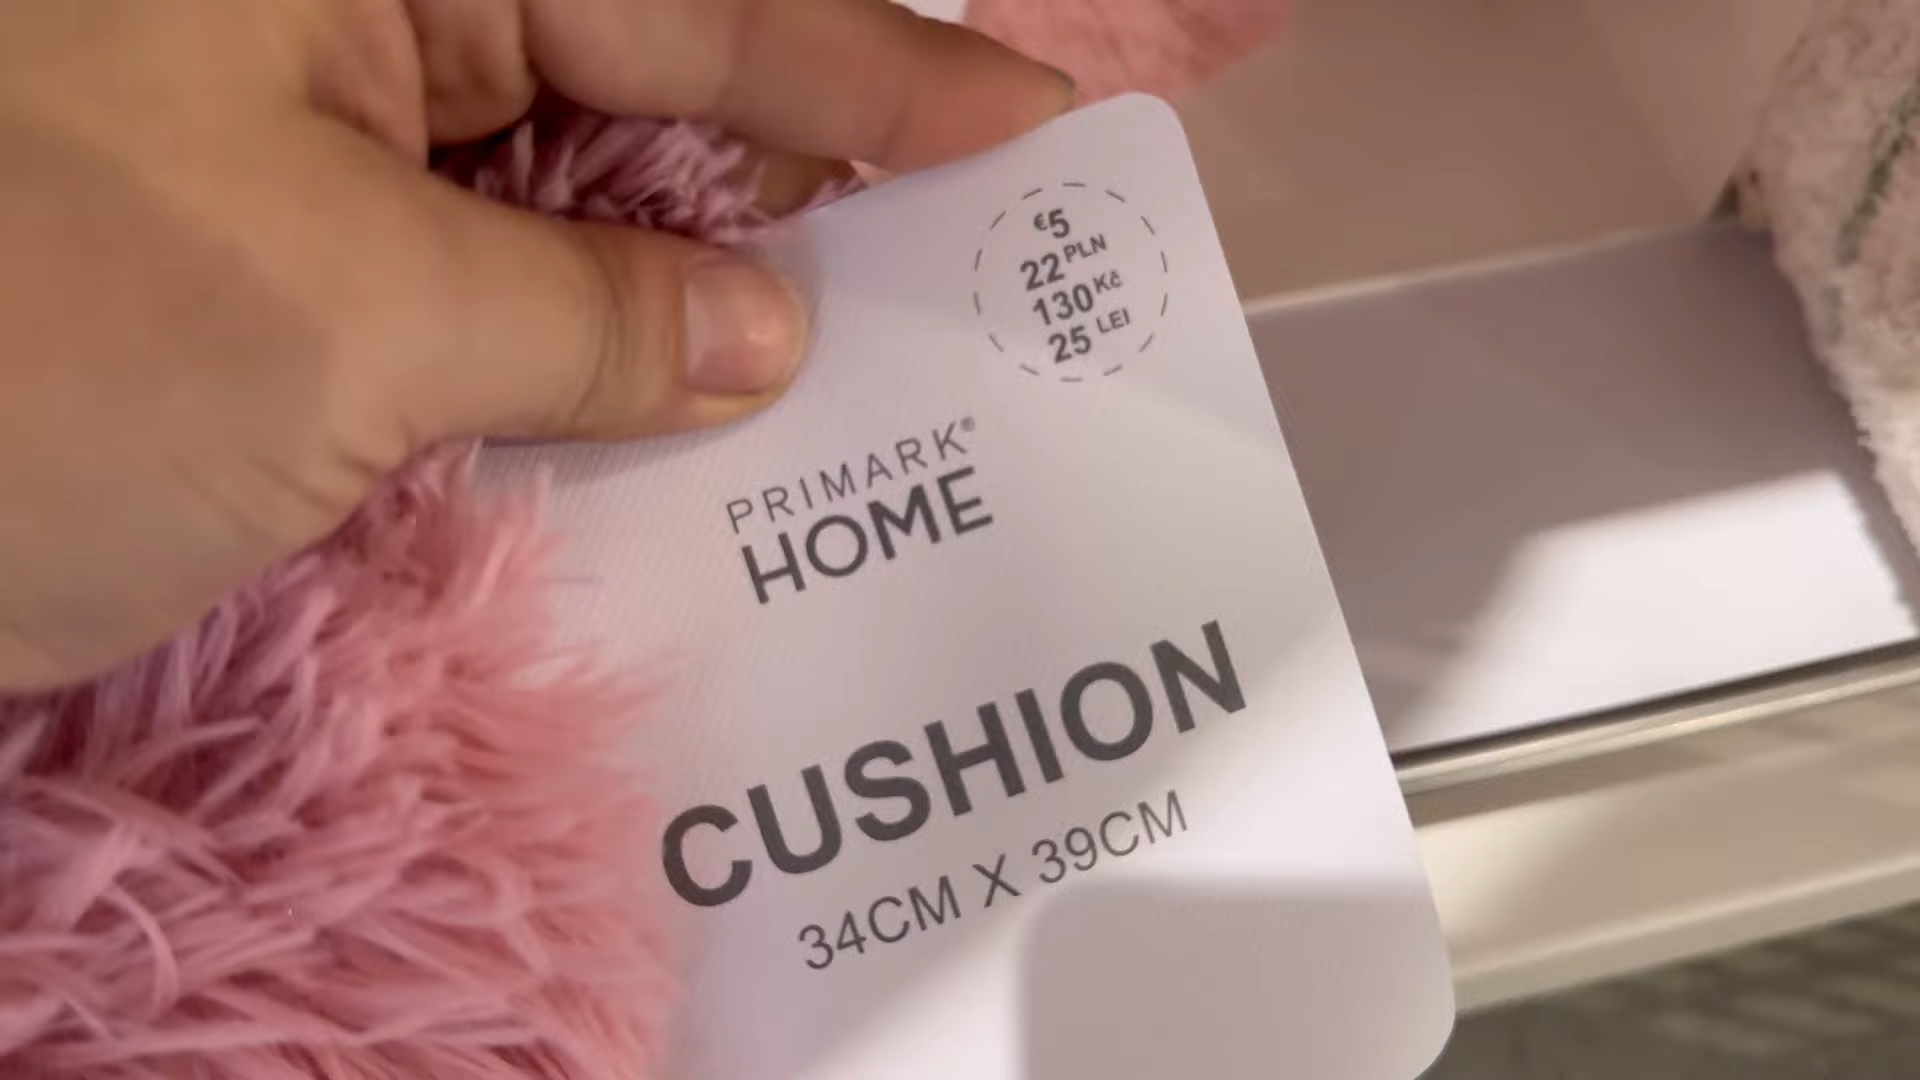 €5
22 PLN
130 Kč
25 LEI
PRIMARK®
HOME
CUSHION
34CM X 39CM